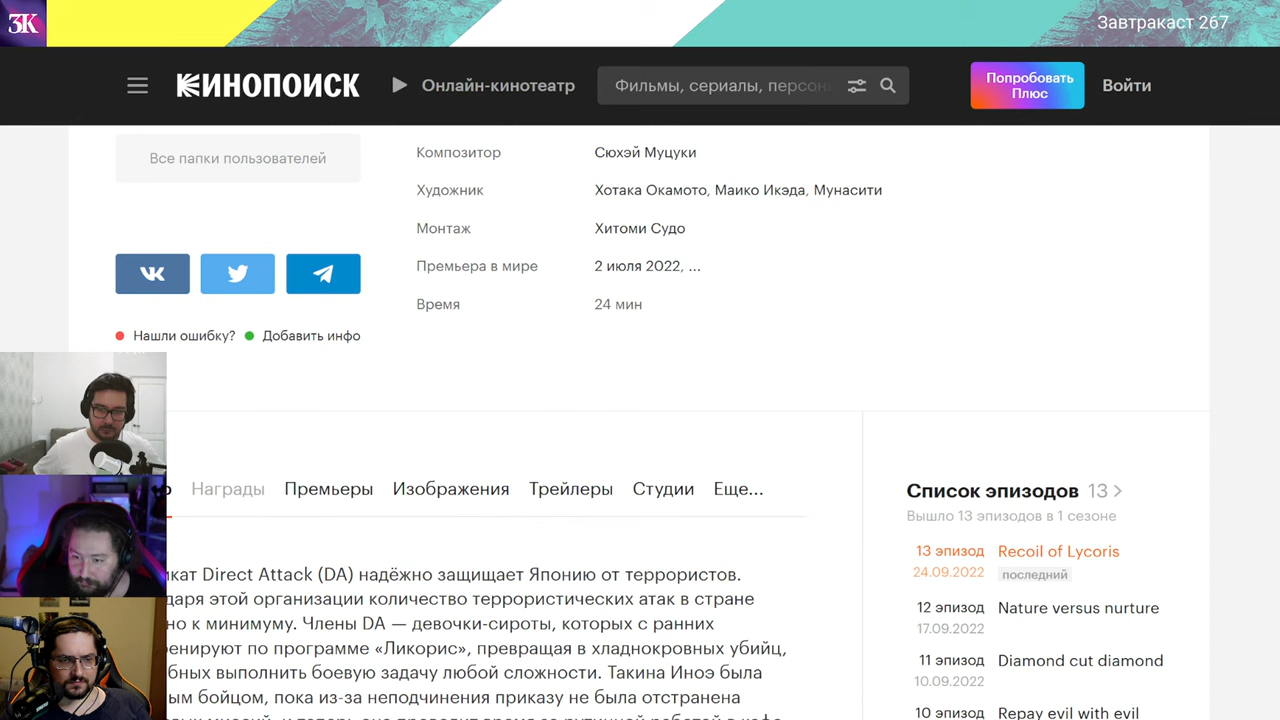 ЗК
Завтракаст 267
КИНОПОИСК
Онлайн-кинотеатр
Фильмы, сериалы, персон
Попробовать
Плюс
Войти
Все папки пользователей
Композитор Сюхэй Муцуки
Художник Хотака Окамото, Маико Икэда, Мунасити
Монтаж Хитоми Судо
Премьера в мире 2 июля 2022, ...
Время 24 мин
Нашли ошибку? Добавить инфо
Награды Премьеры Изображения Трейлеры Студии Еще...
Список эпизодов 13
Вышло 13 эпизодов в 1 сезоне
13 эпизод Recoil of Lycoris
24.09.2022 последний
12 эпизод Nature versus nurture
17.09.2022
11 эпизод Diamond cut diamond
10.09.2022
10 эпизод Repay evil with evil
Direct Attack (DA) надёжно защищает Японию от террористов.
этой организации количество террористических атак в стране
к минимуму. Члены DA — девочки-сироты, которых с ранних
по программе «Ликорис», превращая в хладнокровных убийц,
выполнить боевую задачу любой сложности. Такина Иноэ была
бойцом, пока из-за неподчинения приказу не была отстранена